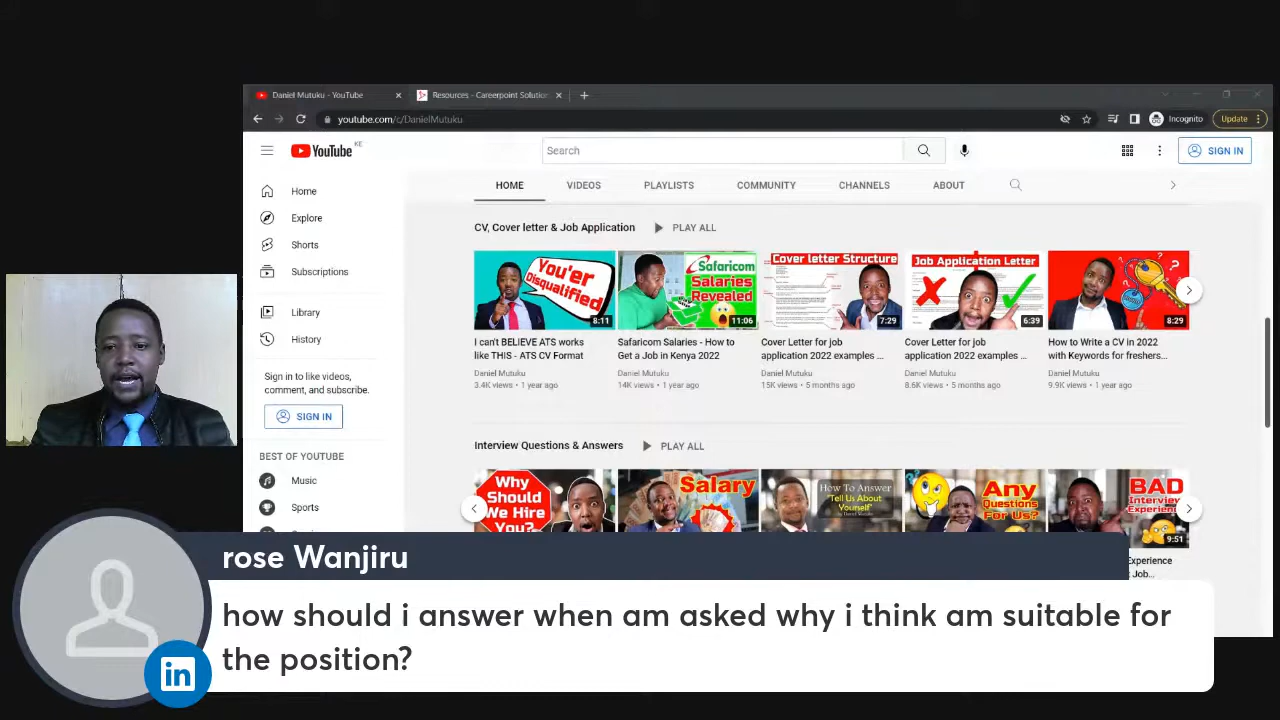 Daniel Mutuku - YouTube
Resources - Careerpoint Solution
youtube.com/c/DanielMutuku
Incognito
Update
YouTube KE
Search
SIGN IN
Home
Explore
Shorts
Subscriptions
Library
History
Sign in to like videos,
comment, and subscribe.
SIGN IN
BEST OF YOUTUBE
Music
Sports
HOME VIDEOS PLAYLISTS COMMUNITY CHANNELS ABOUT
CV, Cover letter & Job Application PLAY ALL
You'er
Disqualified
8:11
I can't BELIEVE ATS works
like THIS - ATS CV Format
Daniel Mutuku
3.4K views • 1 year ago
Safaricom
Salaries
Revealed
11:06
Safaricom Salaries - How to
Get a Job in Kenya 2022
Daniel Mutuku
14K views • 1 year ago
Cover letter Structure
7:29
Cover Letter for job
application 2022 examples ...
Daniel Mutuku
15K views • 5 months ago
Job Application Letter
6:39
Cover Letter for job
application 2022 examples ...
Daniel Mutuku
8.6K views • 5 months ago
8:29
How to Write a CV in 2022
with Keywords for freshers...
Daniel Mutuku
9.9K views • 1 year ago
Interview Questions & Answers PLAY ALL
Why
Should
We Hire
You?
Salary
How To Answer
"Tell Us About
Yourself"
Any
Questions
For Us?
BAD
Interview
Experience
9:51
Experience
Job...
rose Wanjiru
how should i answer when am asked why i think am suitable for
the position?
in